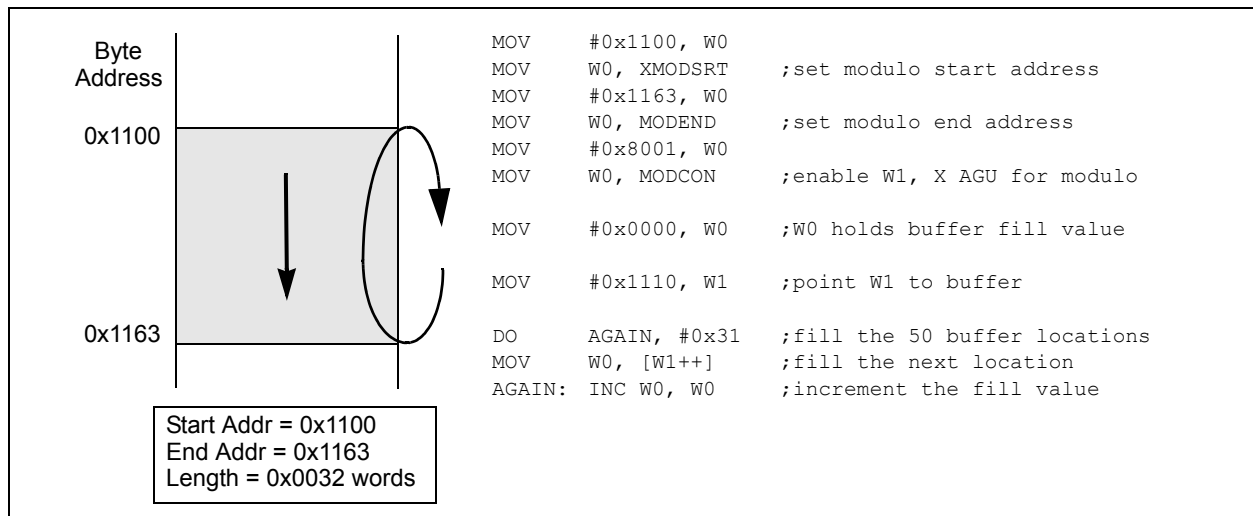 Byte
Address
0x1100
0x1163
Start Addr = 0x1100
End Addr = 0x1163
Length = 0x0032 words
MOV #0x1100, W0
MOV W0, XMODSRT ;set modulo start address
MOV #0x1163, W0
MOV W0, MODEND ;set modulo end address
MOV #0x8001, W0
MOV W0, MODCON ;enable W1, X AGU for modulo
MOV #0x0000, W0 ;W0 holds buffer fill value
MOV #0x1110, W1 ;point W1 to buffer
DO AGAIN, #0x31 ;fill the 50 buffer locations
MOV W0, [W1++] ;fill the next location
AGAIN: INC W0, W0 ;increment the fill value